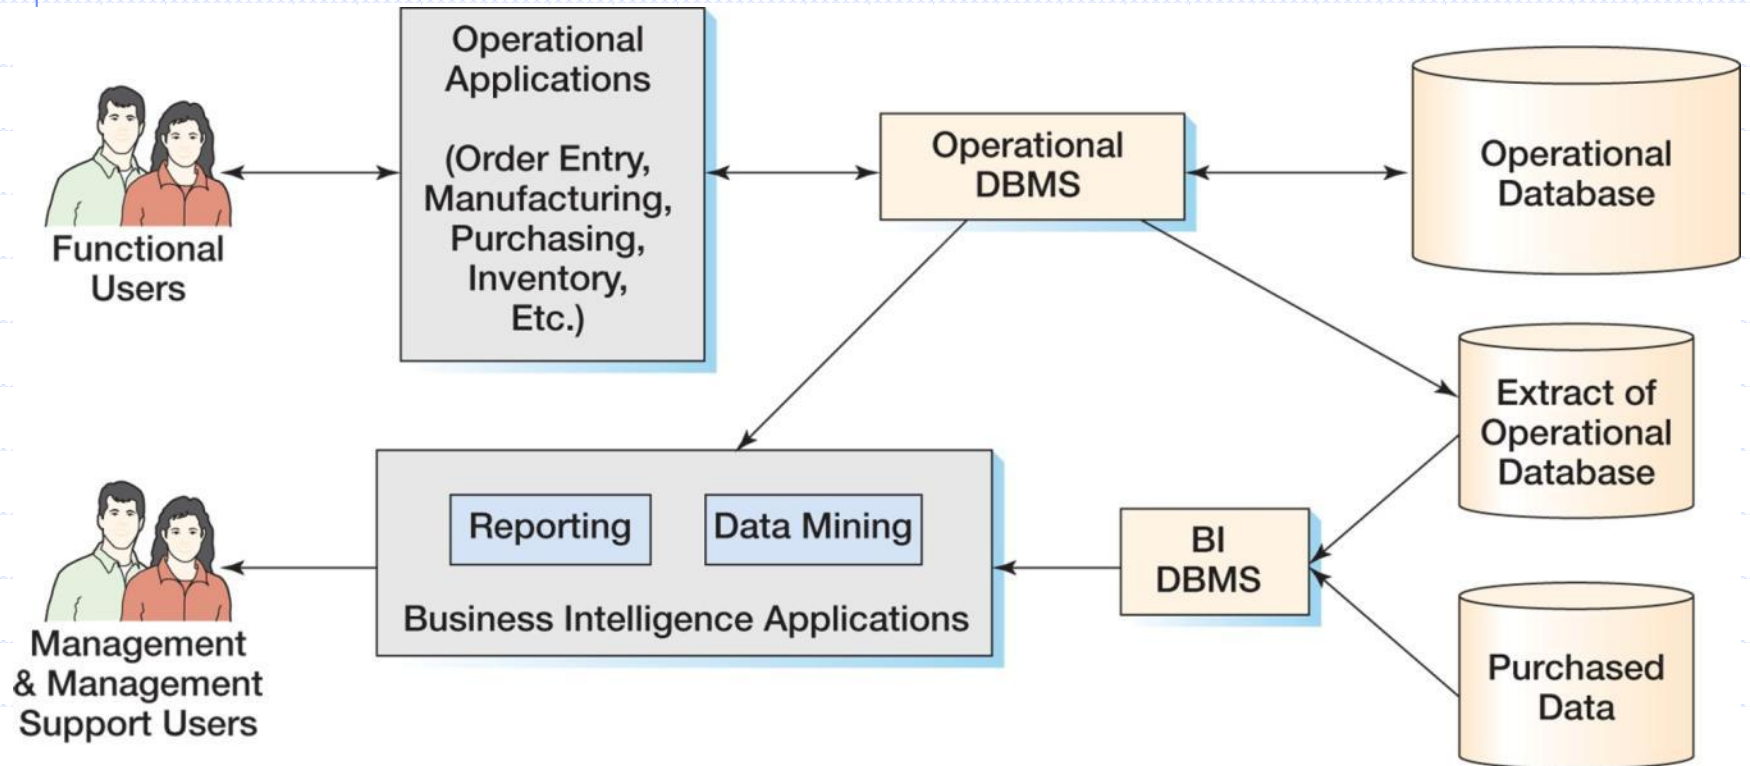 Operational
Applications
(Order Entry,
Manufacturing,
Purchasing,
Inventory,
Etc.)
Functional
Users
Operational
DBMS
Operational
Database
Extract of
Operational
Database
Reporting
Data Mining
Business Intelligence Applications
BI
DBMS
Purchased
Data
Management
& Management
Support Users